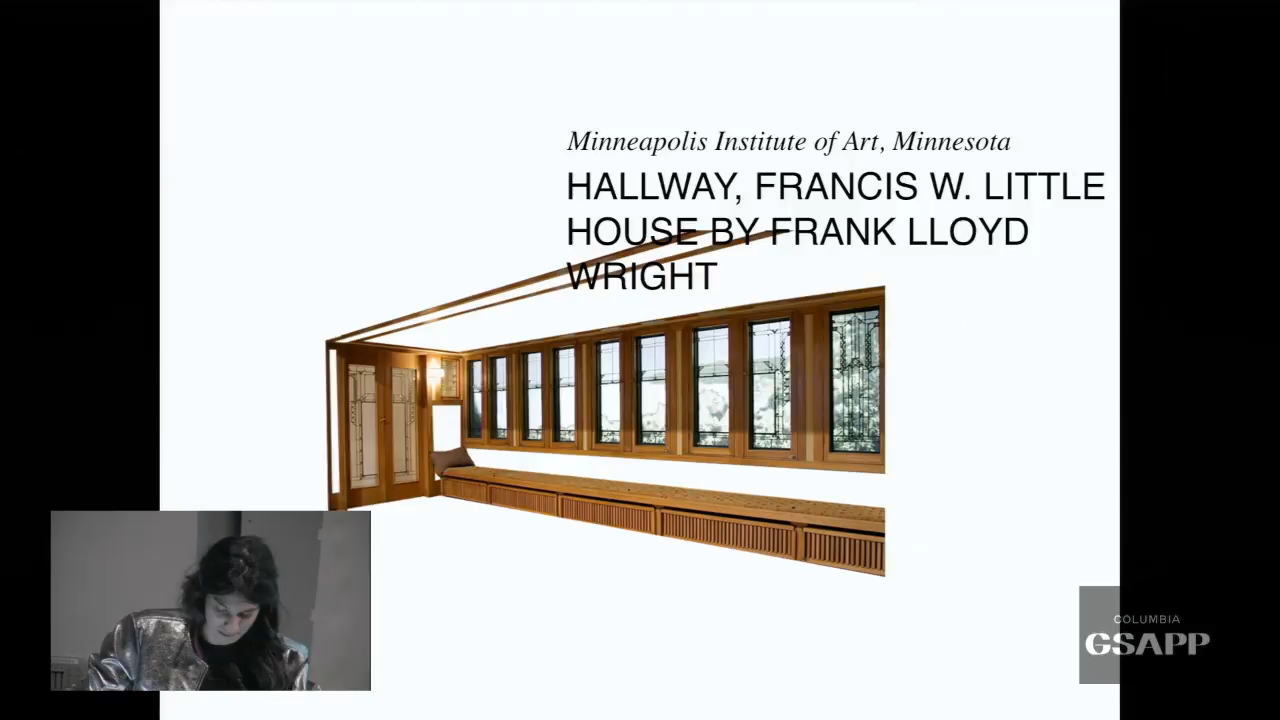 Minneapolis Institute of Art, Minnesota
HALLWAY, FRANCIS W. LITTLE
HOUSE BY FRANK LLOYD
WRIGHT
COLUMBIA
GSAPP